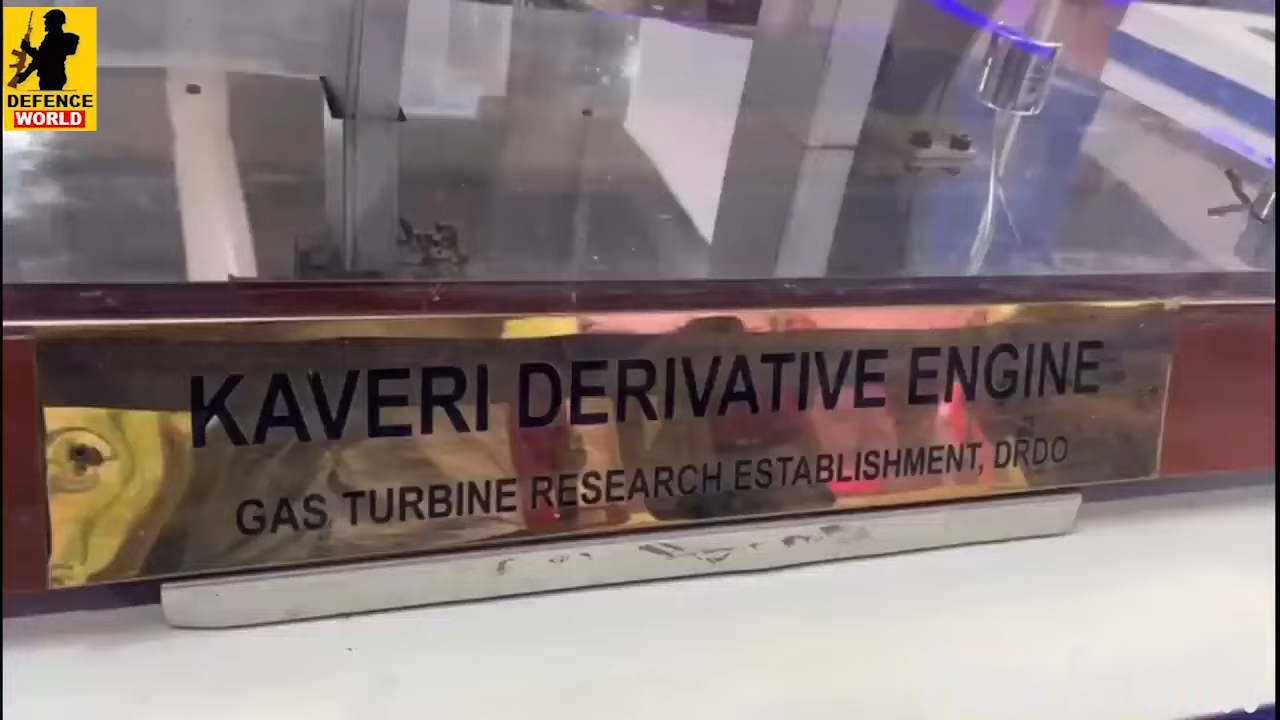 DEFENCE
WORLD
KAVERI DERIVATIVE ENGINE
GAS TURBINE RESEARCH ESTABLISHMENT, DRDO